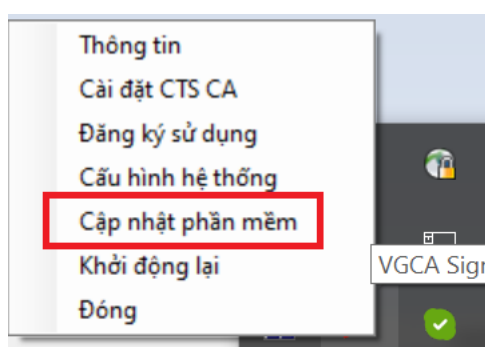 Thông tin
Cài đặt CTS CA
Đăng ký sử dụng
Cấu hình hệ thống
Cập nhật phần mềm
Khởi động lại
VGCA Sign
Đóng